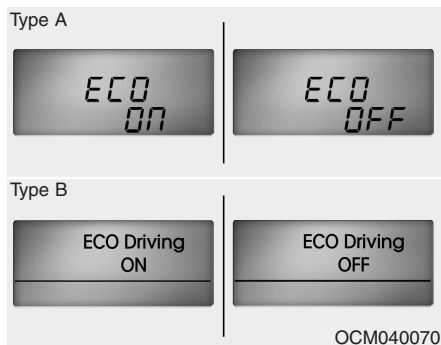 Type A
ECO
ON
ECO
OFF
Type B
ECO Driving
ON
ECO Driving
OFF
OCM040070